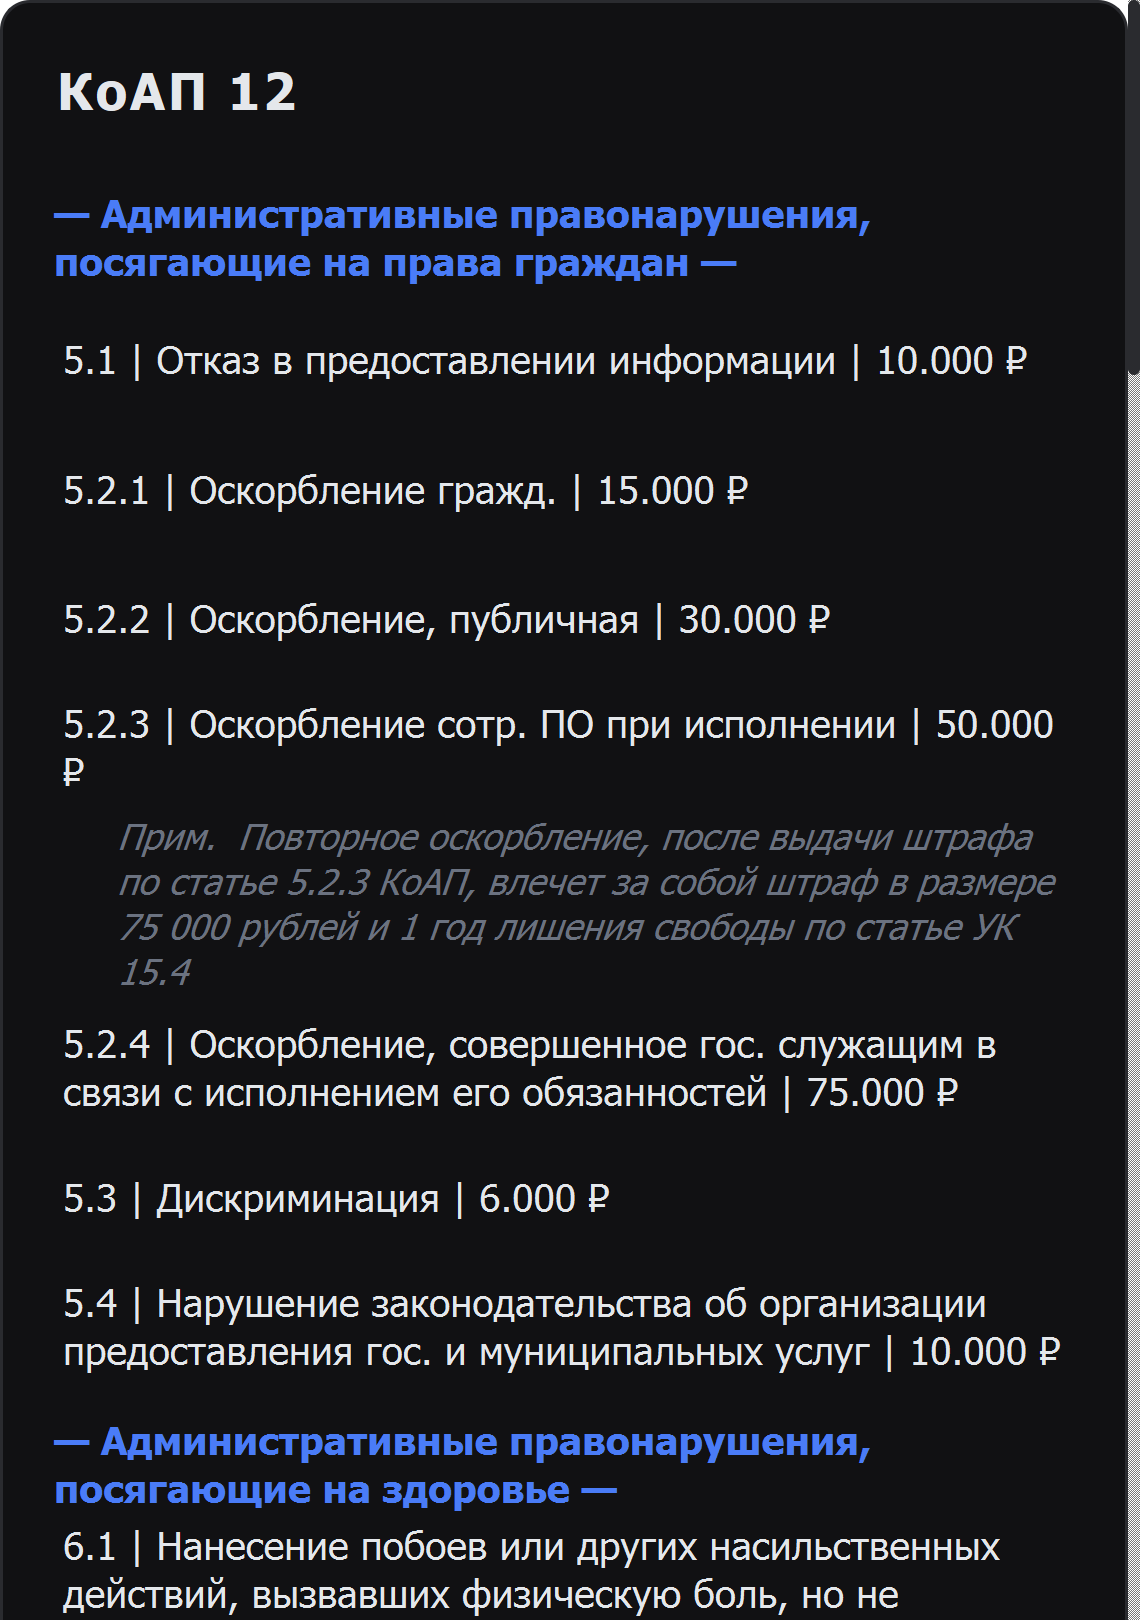 КоАП 12
— Административные правонарушения,
посягающие на права граждан —
5.1 | Отказ в предоставлении информации | 10.000 ₽
5.2.1 | Оскорбление гражд. | 15.000 ₽
5.2.2 | Оскорбление, публичная | 30.000 ₽
5.2.3 | Оскорбление сотр. ПО при исполнении | 50.000
₽
Прим.  Повторное оскорбление, после выдачи штрафа
по статье 5.2.3 КоАП, влечет за собой штраф в размере
75 000 рублей и 1 год лишения свободы по статье УК
15.4
5.2.4 | Оскорбление, совершенное гос. служащим в
связи с исполнением его обязанностей | 75.000 ₽
5.3 | Дискриминация | 6.000 ₽
5.4 | Нарушение законодательства об организации
предоставления гос. и муниципальных услуг | 10.000 ₽
— Административные правонарушения,
посягающие на здоровье —
6.1 | Нанесение побоев или других насильственных
действий, вызвавших физическую боль, но не